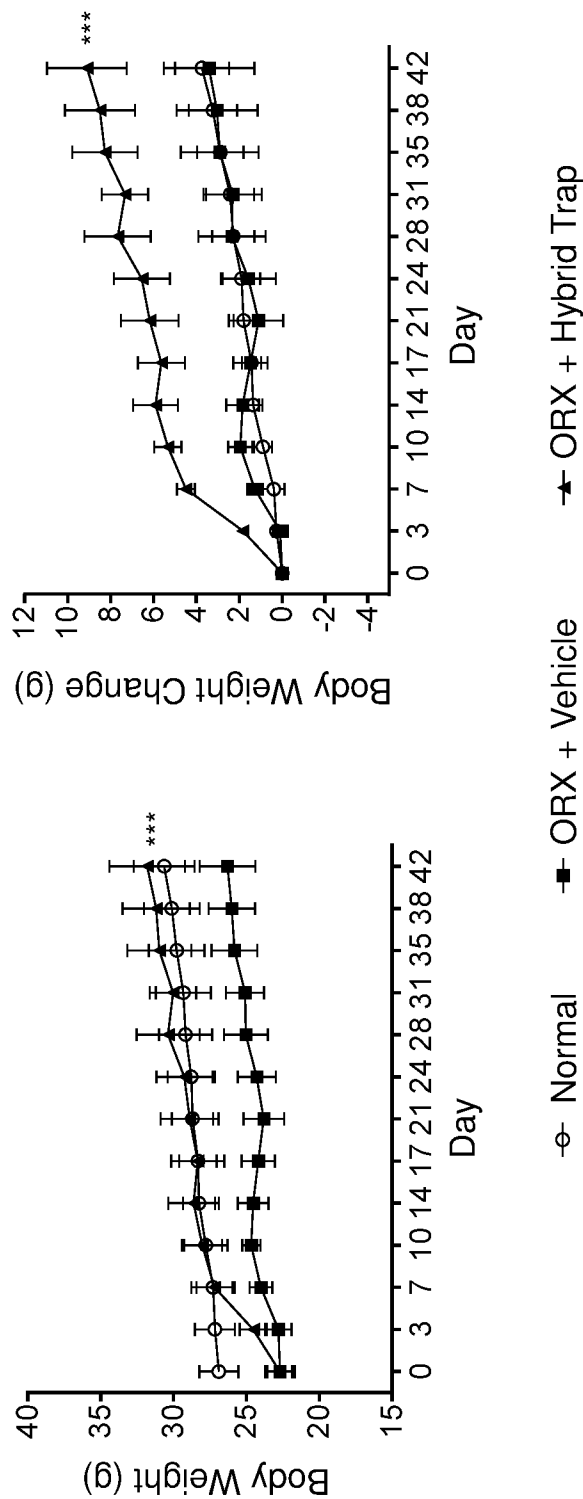 Body Weight (g)
40
35
30
25
20
15
0 3 7 10 14 17 21 24 28 31 35 38 42
Day
***
Body Weight Change (g)
12
10
8
6
4
2
0
-2
-4
0 3 7 10 14 17 21 24 28 31 35 38 42
Day
***
Normal
ORX + Vehicle
ORX + Hybrid Trap